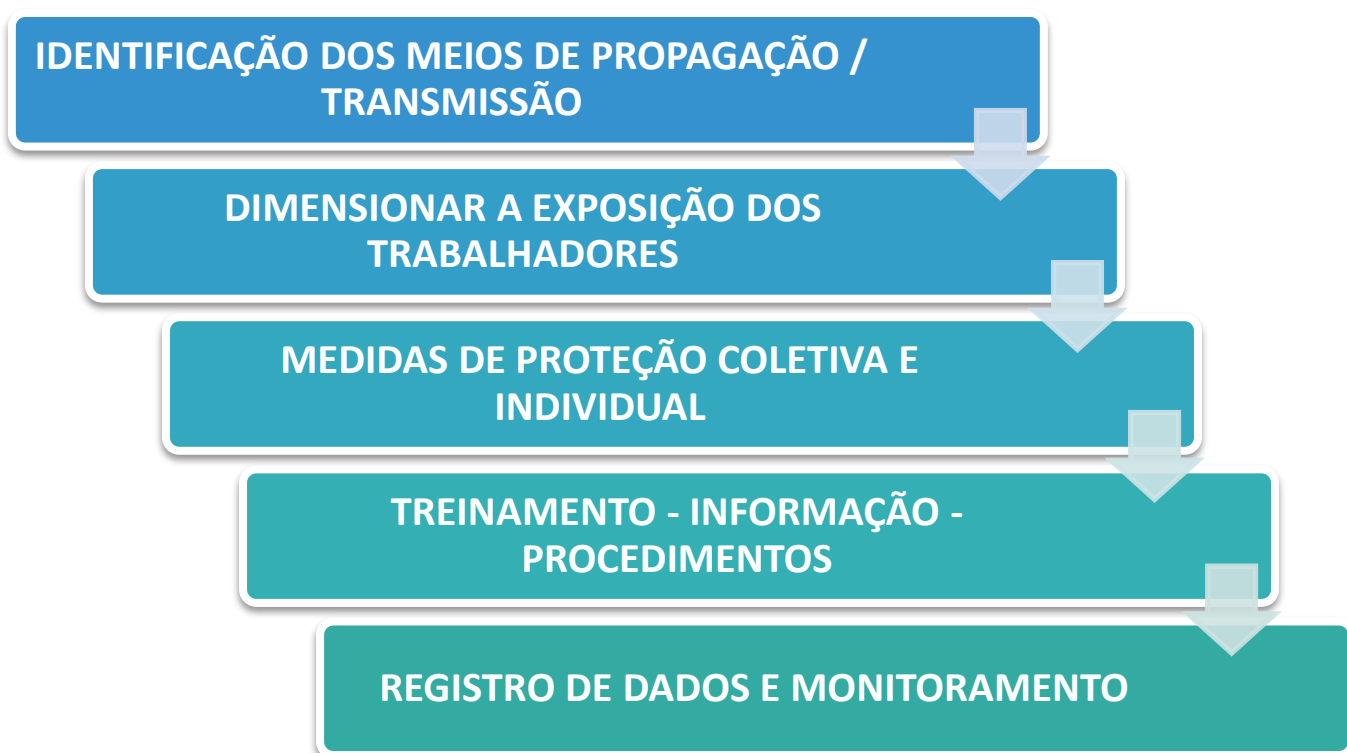 IDENTIFICAÇÃO DOS MEIOS DE PROPAGAÇÃO /
TRANSMISSÃO
DIMENSIONAR A EXPOSIÇÃO DOS
TRABALHADORES
MEDIDAS DE PROTEÇÃO COLETIVA E
INDIVIDUAL
TREINAMENTO - INFORMAÇÃO -
PROCEDIMENTOS
REGISTRO DE DADOS E MONITORAMENTO